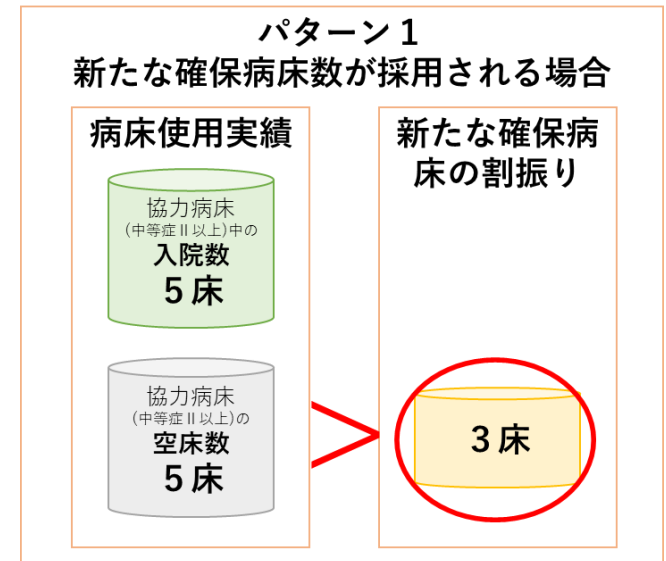 パターン１
新たな確保病床数が採用される場合
病床使用実績
協力病床
(中等症Ⅱ以上)中の
入院数
５床
協力病床
(中等症Ⅱ以上)の
空床数
５床
＞
新たな確保病
床の割振り
３床